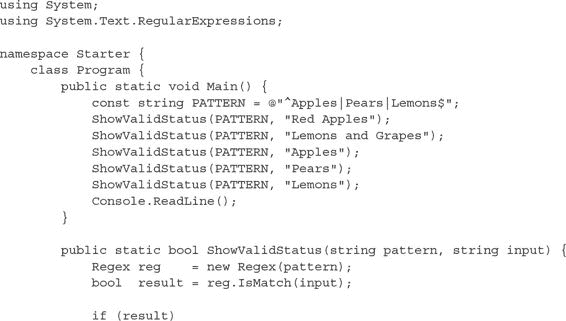 using System;
using System.Text.RegularExpressions;
namespace Starter {
class Program {
public static void Main() {
const string PATTERN = @"^Apples|Pears|Lemons$";
ShowValidStatus(PATTERN, "Red Apples");
ShowValidStatus(PATTERN, "Lemons and Grapes");
ShowValidStatus(PATTERN, "Apples");
ShowValidStatus(PATTERN, "Pears");
ShowValidStatus(PATTERN, "Lemons");
Console.ReadLine();
}
public static bool ShowValidStatus(string pattern, string input) {
Regex reg = new Regex(pattern);
bool result = reg.IsMatch(input);
if (result)